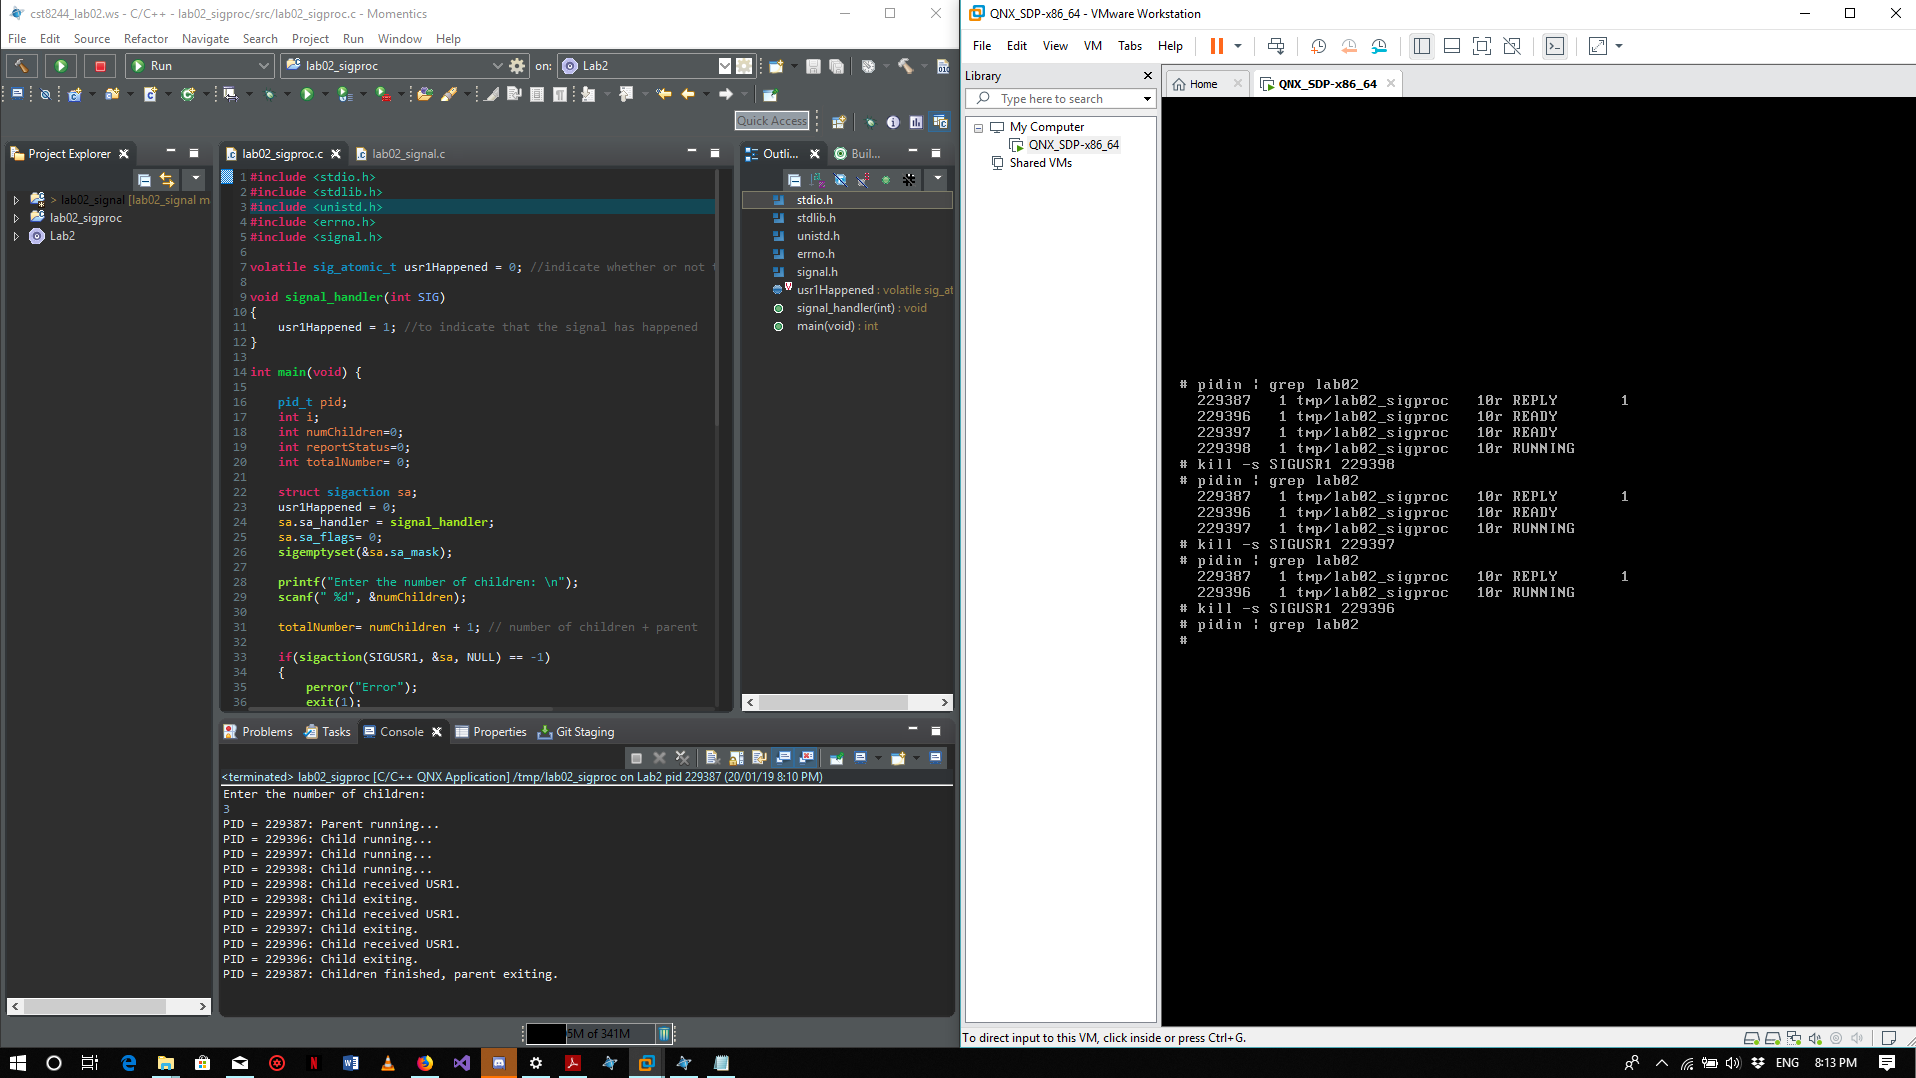 cst8244_lab02.ws - C/C++ - lab02_sigproc/src/lab02_sigproc.c - Momentics
File Edit Source Refactor Navigate Search Project Run Window Help
Run
lab02_sigproc
on:
Lab2
Quick Access
Project Explorer
> lab02_signal [lab02_signal m
lab02_sigproc
Lab2
lab02_sigproc.c
lab02_signal.c
1 #include <stdio.h>
2 #include <stdlib.h>
3 #include <unistd.h>
4 #include <errno.h>
5 #include <signal.h>
6
7 volatile sig_atomic_t usr1Happened = 0; //indicate whether or not t
8
9 void signal_handler(int SIG)
10 {
11 usr1Happened = 1; //to indicate that the signal has happened
12 }
13
14 int main(void) {
15
16 pid_t pid;
17 int i;
18 int numChildren=0;
19 int reportStatus=0;
20 int totalNumber= 0;
21
22 struct sigaction sa;
23 usr1Happened = 0;
24 sa.sa_handler = signal_handler;
25 sa.sa_flags= 0;
26 sigemptyset(&sa.sa_mask);
27
28 printf("Enter the number of children: \n");
29 scanf(" %d", &numChildren);
30
31 totalNumber= numChildren + 1; // number of children + parent
32
33 if(sigaction(SIGUSR1, &sa, NULL) == -1)
34 {
35 perror("Error");
36 exit(1);
Outli...
Buil...
stdio.h
stdlib.h
unistd.h
errno.h
signal.h
usr1Happened : volatile sig_at
signal_handler(int) : void
main(void) : int
Problems Tasks Console Properties Git Staging
<terminated> lab02_sigproc [C/C++ QNX Application] /tmp/lab02_sigproc on Lab2 pid 229387 (20/01/19 8:10 PM)
Enter the number of children:
3
PID = 229387: Parent running...
PID = 229396: Child running...
PID = 229397: Child running...
PID = 229398: Child running...
PID = 229398: Child received USR1.
PID = 229398: Child exiting.
PID = 229397: Child received USR1.
PID = 229397: Child exiting.
PID = 229396: Child received USR1.
PID = 229396: Child exiting.
PID = 229387: Children finished, parent exiting.
5M of 341M
QNX_SDP-x86_64 - VMware Workstation
File Edit View VM Tabs Help
Library
Type here to search
My Computer
QNX_SDP-x86_64
Shared VMs
Home
QNX_SDP-x86_64
# pidin ¦ grep lab02
229387 1 tmp/lab02_sigproc 10r REPLY 1
229396 1 tmp/lab02_sigproc 10r READY
229397 1 tmp/lab02_sigproc 10r READY
229398 1 tmp/lab02_sigproc 10r RUNNING
# kill -s SIGUSR1 229398
# pidin ¦ grep lab02
229387 1 tmp/lab02_sigproc 10r REPLY 1
229396 1 tmp/lab02_sigproc 10r READY
229397 1 tmp/lab02_sigproc 10r RUNNING
# kill -s SIGUSR1 229397
# pidin ¦ grep lab02
229387 1 tmp/lab02_sigproc 10r REPLY 1
229396 1 tmp/lab02_sigproc 10r RUNNING
# kill -s SIGUSR1 229396
# pidin ¦ grep lab02
#
To direct input to this VM, click inside or press Ctrl+G.
ENG
8:13 PM